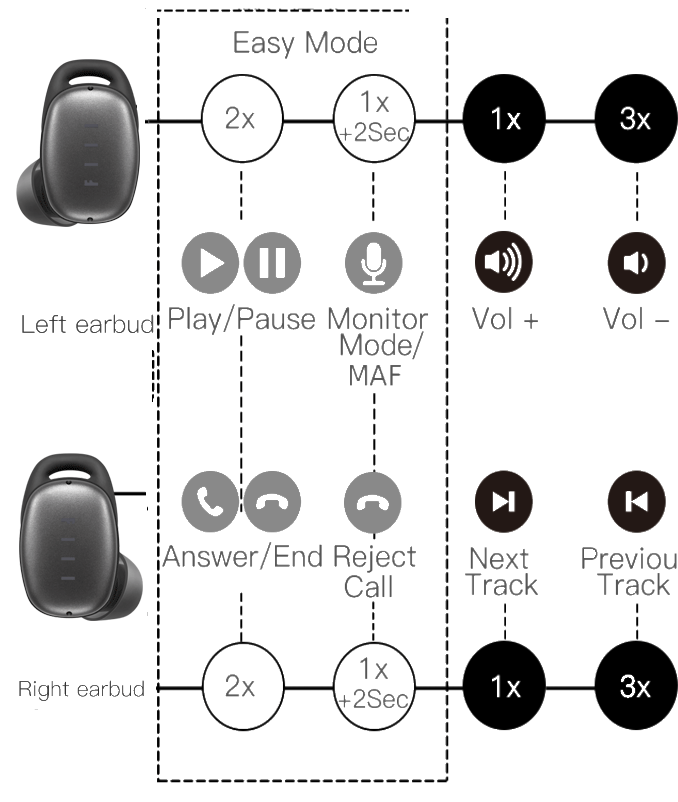 Easy Mode
2x
1x
+2Sec
1x
3x
Left earbud
Play/Pause
Monitor
Mode/
MAF
Vol +
Vol –
Answer/End
Reject
Call
Next
Track
Previou
Track
Right earbud
2x
1x
+2Sec
1x
3x